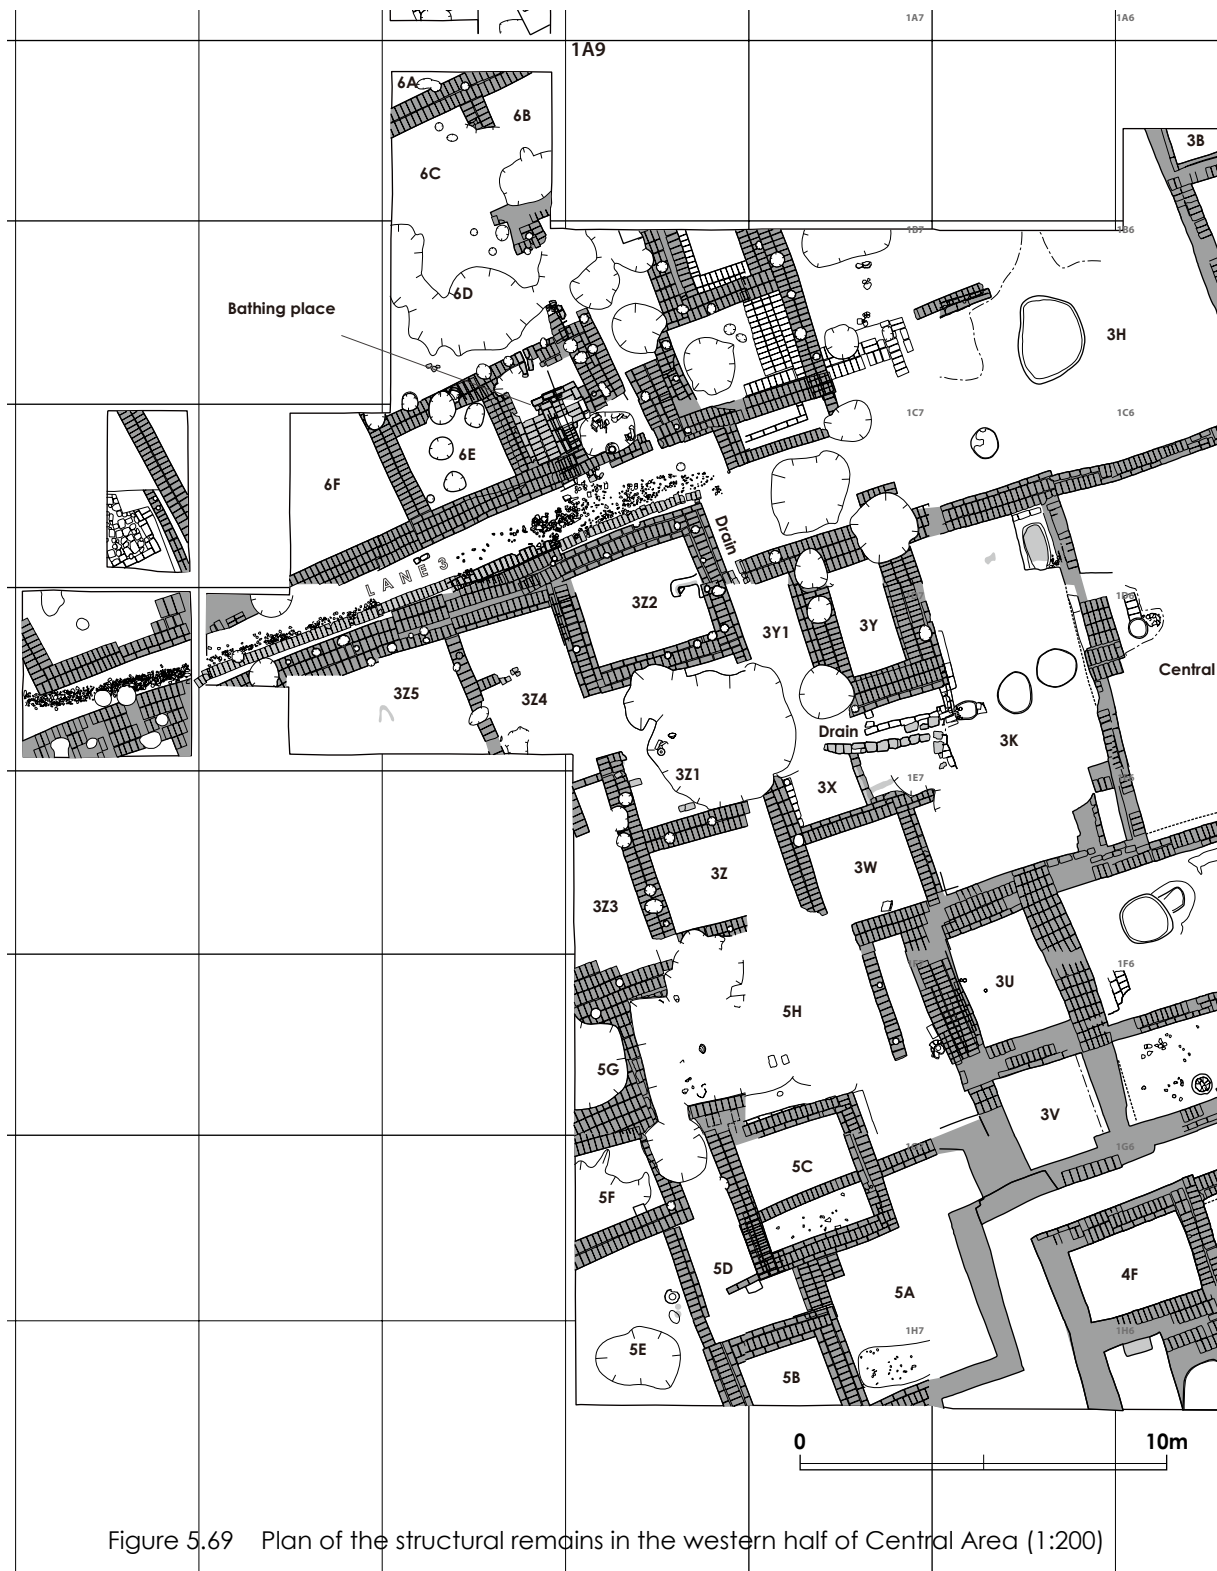 1A7
1A6
1A9
6A
6B
3B
6C
1B7
1B6
6D
Bathing place
3H
1C7
1C6
6E
6F
Drain
LANE 3
1D6
3Z2
3Y1
3Y
Central
3Z5
3Z4
Drain
3K
3Z1
1E7
3X
3Z
3W
3Z3
1F6
3U
5H
5G
3V
1G6
5C
5F
5D
4F
5A
1H7
1H6
5E
5B
0
10m
Figure 5.69 Plan of the structural remains in the western half of Central Area (1:200)